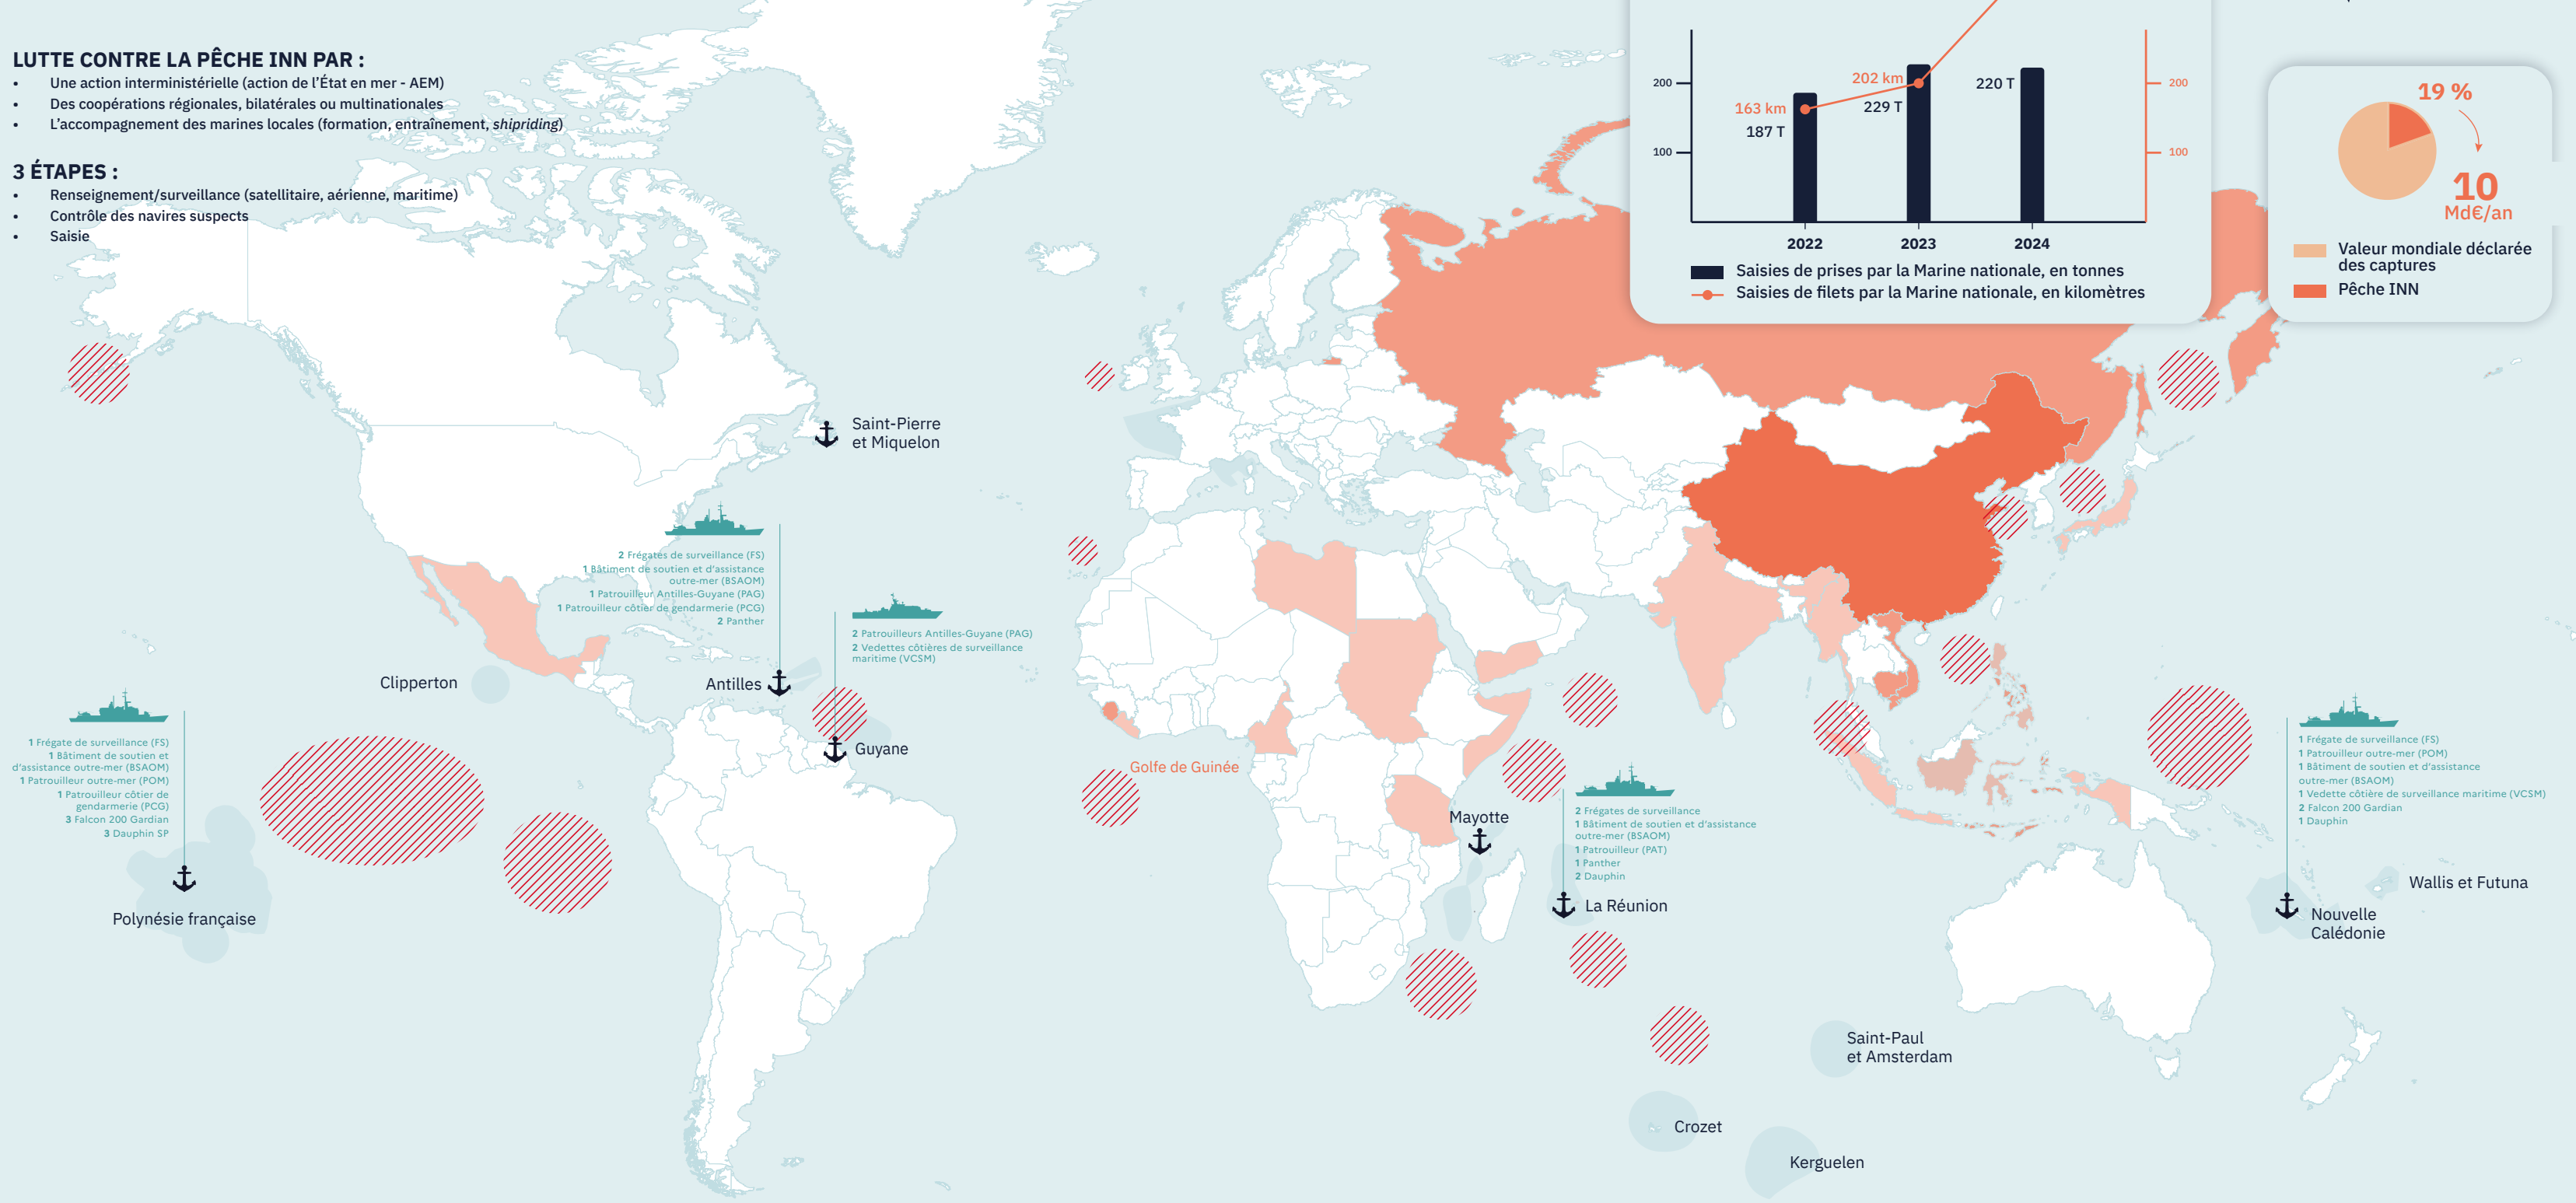 LUTTE CONTRE LA PÊCHE INN PAR :
• Une action interministérielle (action de l'État en mer - AEM)
• Des coopérations régionales, bilatérales ou multinationales
• L'accompagnement des marines locales (formation, entraînement, shipriding)
3 ÉTAPES :
• Renseignement/surveillance (satellitaire, aérienne, maritime)
• Contrôle des navires suspects
• Saisie
200
100
163 km
187 T
202 km
229 T
220 T
200
100
2022
2023
2024
Saisies de prises par la Marine nationale, en tonnes
Saisies de filets par la Marine nationale, en kilomètres
19 %
10
Md€/an
Valeur mondiale déclarée
des captures
Pêche INN
Saint-Pierre
et Miquelon
2 Frégates de surveillance (FS)
1 Bâtiment de soutien et d'assistance
outre-mer (BSAOM)
1 Patrouilleur Antilles-Guyane (PAG)
1 Patrouilleur côtier de gendarmerie (PCG)
2 Panther
Antilles
2 Patrouilleurs Antilles-Guyane (PAG)
2 Vedettes côtières de surveillance
maritime (VCSM)
Guyane
Clipperton
1 Frégate de surveillance (FS)
1 Bâtiment de soutien et
d'assistance outre-mer (BSAOM)
1 Patrouilleur outre-mer (POM)
1 Patrouilleur côtier de
gendarmerie (PCG)
3 Falcon 200 Gardian
3 Dauphin SP
Polynésie française
Golfe de Guinée
Mayotte
2 Frégates de surveillance
1 Bâtiment de soutien et d'assistance
outre-mer (BSAOM)
1 Patrouilleur (PAT)
1 Panther
2 Dauphin
La Réunion
1 Frégate de surveillance (FS)
1 Patrouilleur outre-mer (POM)
1 Bâtiment de soutien et d'assistance
outre-mer (BSAOM)
1 Vedette côtière de surveillance maritime (VCSM)
2 Falcon 200 Gardian
1 Dauphin
Wallis et Futuna
Nouvelle
Calédonie
Saint-Paul
et Amsterdam
Crozet
Kerguelen